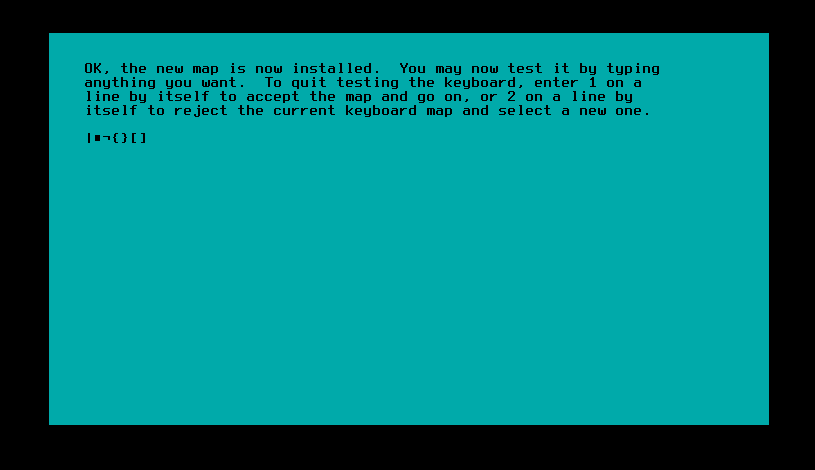 OK, the new map is now installed.  You may now test it by typing
anything you want.  To quit testing the keyboard, enter 1 on a
line by itself to accept the map and go on, or 2 on a line by
itself to reject the current keyboard map and select a new one.
|▪¬{}[]